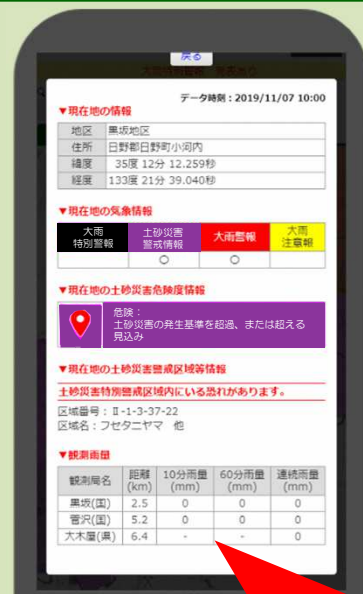 戻る
データ時刻：2019/11/07 10:00
▼現在地の情報
地区 黒坂地区
住所 日野郡日野町小河内
緯度 35度 12分 12.259秒
経度 133度 21分 39.040秒
▼現在地の気象情報
大雨特別警報 土砂災害警戒情報 大雨警報 大雨注意報
○ ○
▼現在地の土砂災害危険度情報
危険：
土砂災害の発生基準を超過、または超える
見込み
▼現在地の土砂災害警戒区域等情報
土砂災害特別警戒区域内にいる恐れがあります。
区域番号：Ⅱ-1-3-37-22
区域名：フセタニヤマ 他
▼観測雨量
観測局名 距離(km) 10分雨量(mm) 60分雨量(mm) 連続雨量(mm)
黒坂(国) 2.5 0 0 0
菅沢(国) 5.2 0 0 0
大木屋(県) 6.4 - - 0